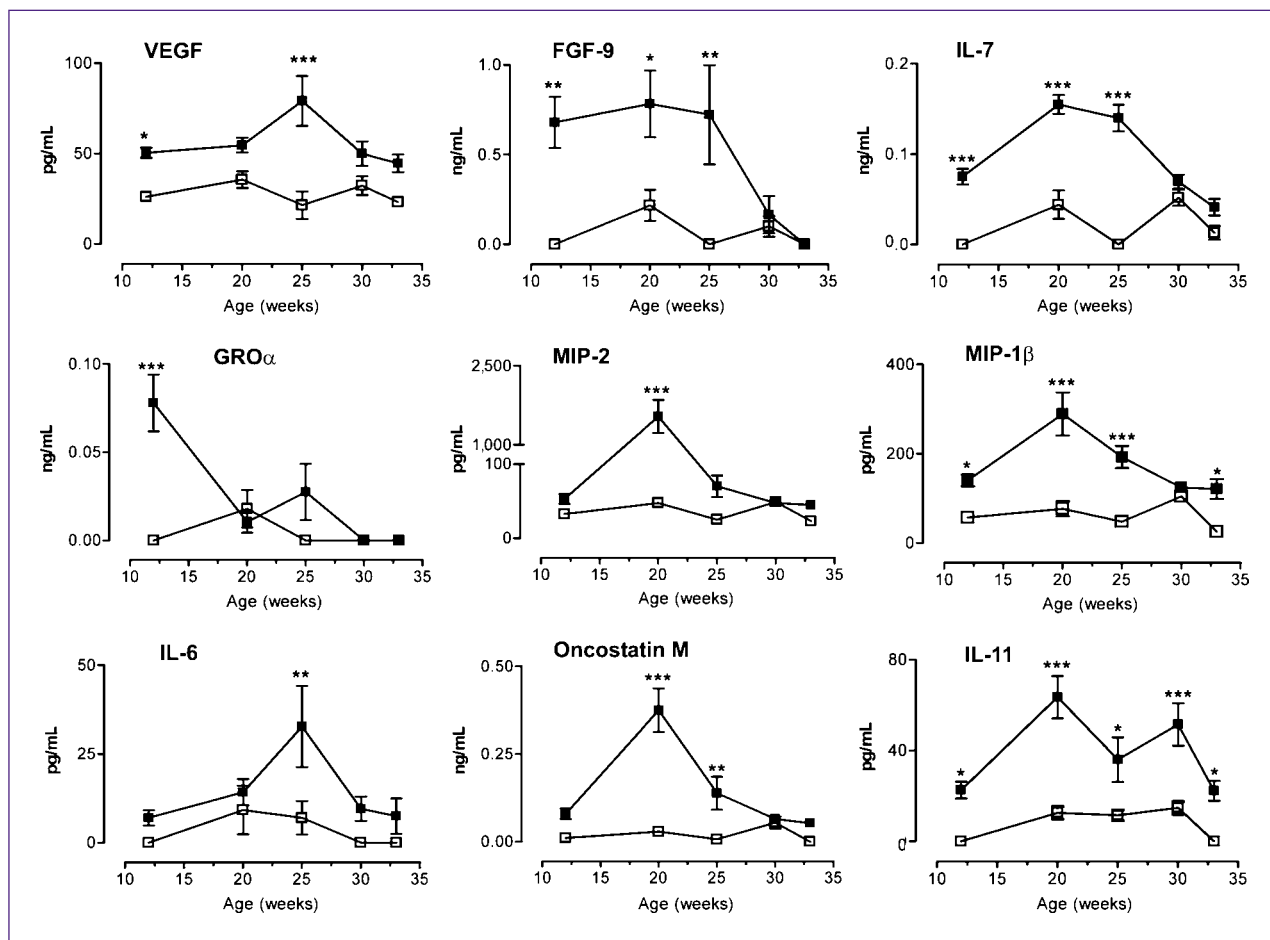 VEGF
***
*
100
50
0
pg/mL
10 15 20 25 30 35
Age (weeks)
FGF-9
** * **
1.0
0.5
0.0
ng/mL
10 15 20 25 30 35
Age (weeks)
IL-7
*** *** ***
0.2
0.1
0.0
ng/mL
10 15 20 25 30 35
Age (weeks)
GROα
***
0.10
0.05
0.00
ng/mL
10 15 20 25 30 35
Age (weeks)
MIP-2
***
2,500
1,000
100
50
0
pg/mL
10 15 20 25 30 35
Age (weeks)
MIP-1β
* *** *** *
400
200
0
pg/mL
10 15 20 25 30 35
Age (weeks)
IL-6
**
50
25
0
pg/mL
10 15 20 25 30 35
Age (weeks)
Oncostatin M
*** **
0.50
0.25
0.00
ng/mL
10 15 20 25 30 35
Age (weeks)
IL-11
* *** * *** *
80
40
0
pg/mL
10 15 20 25 30 35
Age (weeks)